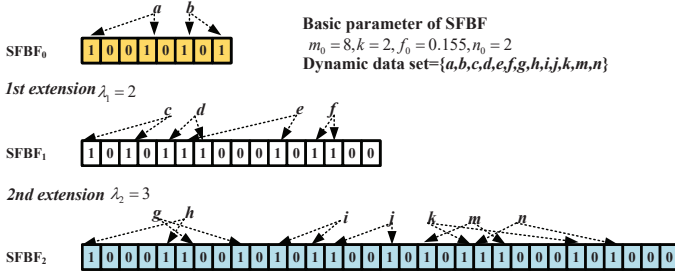 a b
SFBF0 1 0 0 1 0 1 0 1
Basic parameter of SFBF
m0 = 8, k = 2, f0 = 0.155, n0 = 2
Dynamic data set={a,b,c,d,e,f,g,h,i,j,k,m,n}
1st extension λ1 = 2
c d e f
SFBF1 1 0 1 0 1 1 1 0 0 0 1 0 1 1 0 0
2nd extension λ2 = 3
g h i j k m n
SFBF2 1 0 0 0 1 1 0 0 1 0 1 0 1 1 0 0 1 0 1 0 1 1 1 0 0 0 1 0 1 0 0 0